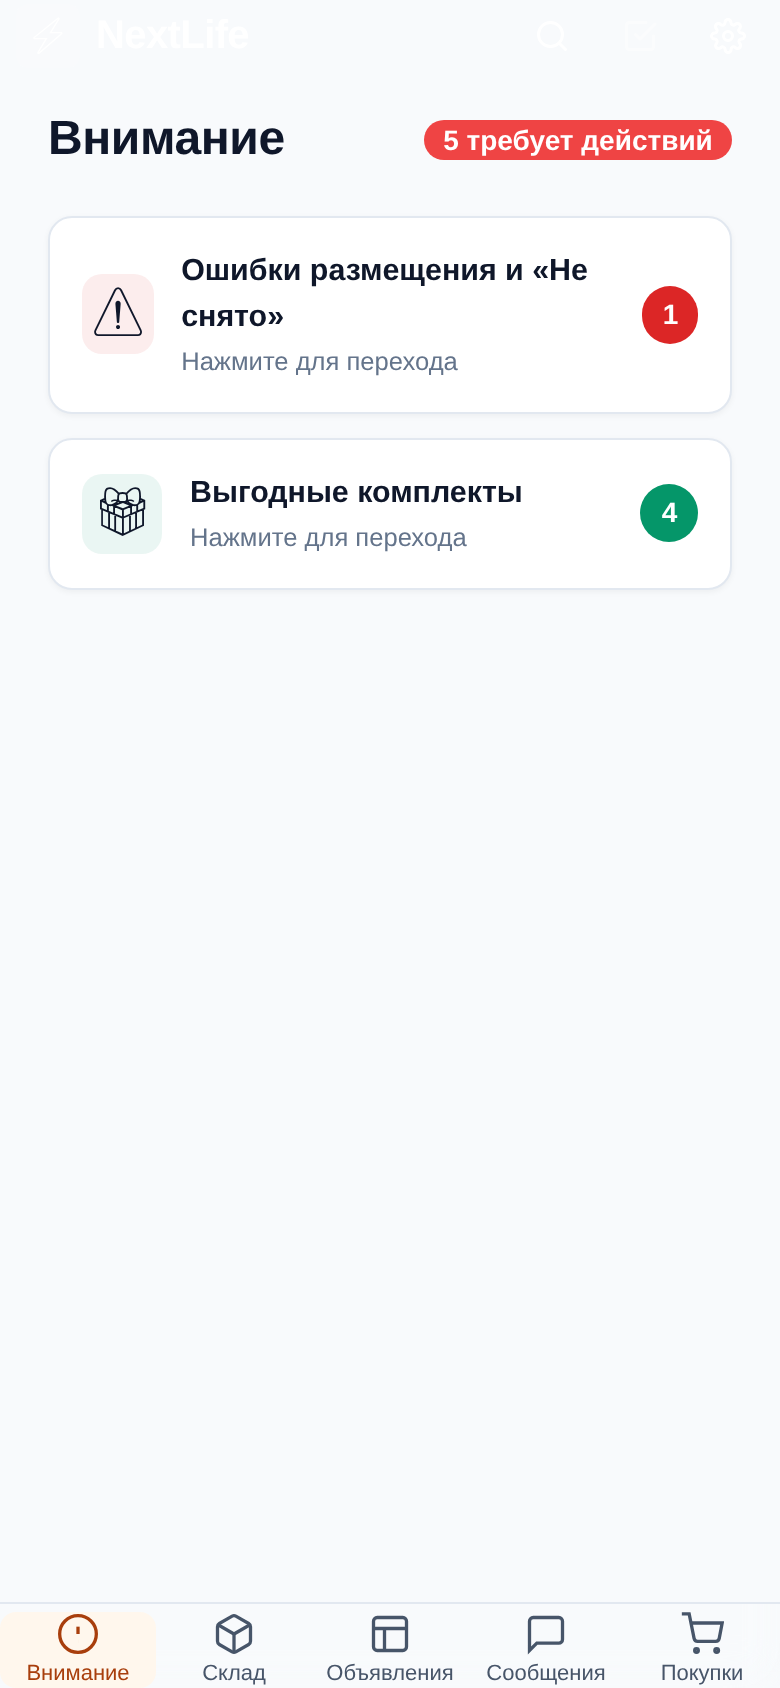 NextLife
Внимание
5 требует действий
Ошибки размещения и «Не
снято»
Нажмите для перехода
1
Выгодные комплекты
Нажмите для перехода
4
Внимание
Склад
Объявления
Сообщения
Покупки